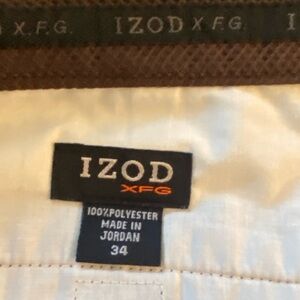 X.F.G. IZOD X F.G. I
IZOD
XFG
100%POLYESTER
MADE IN
JORDAN
34